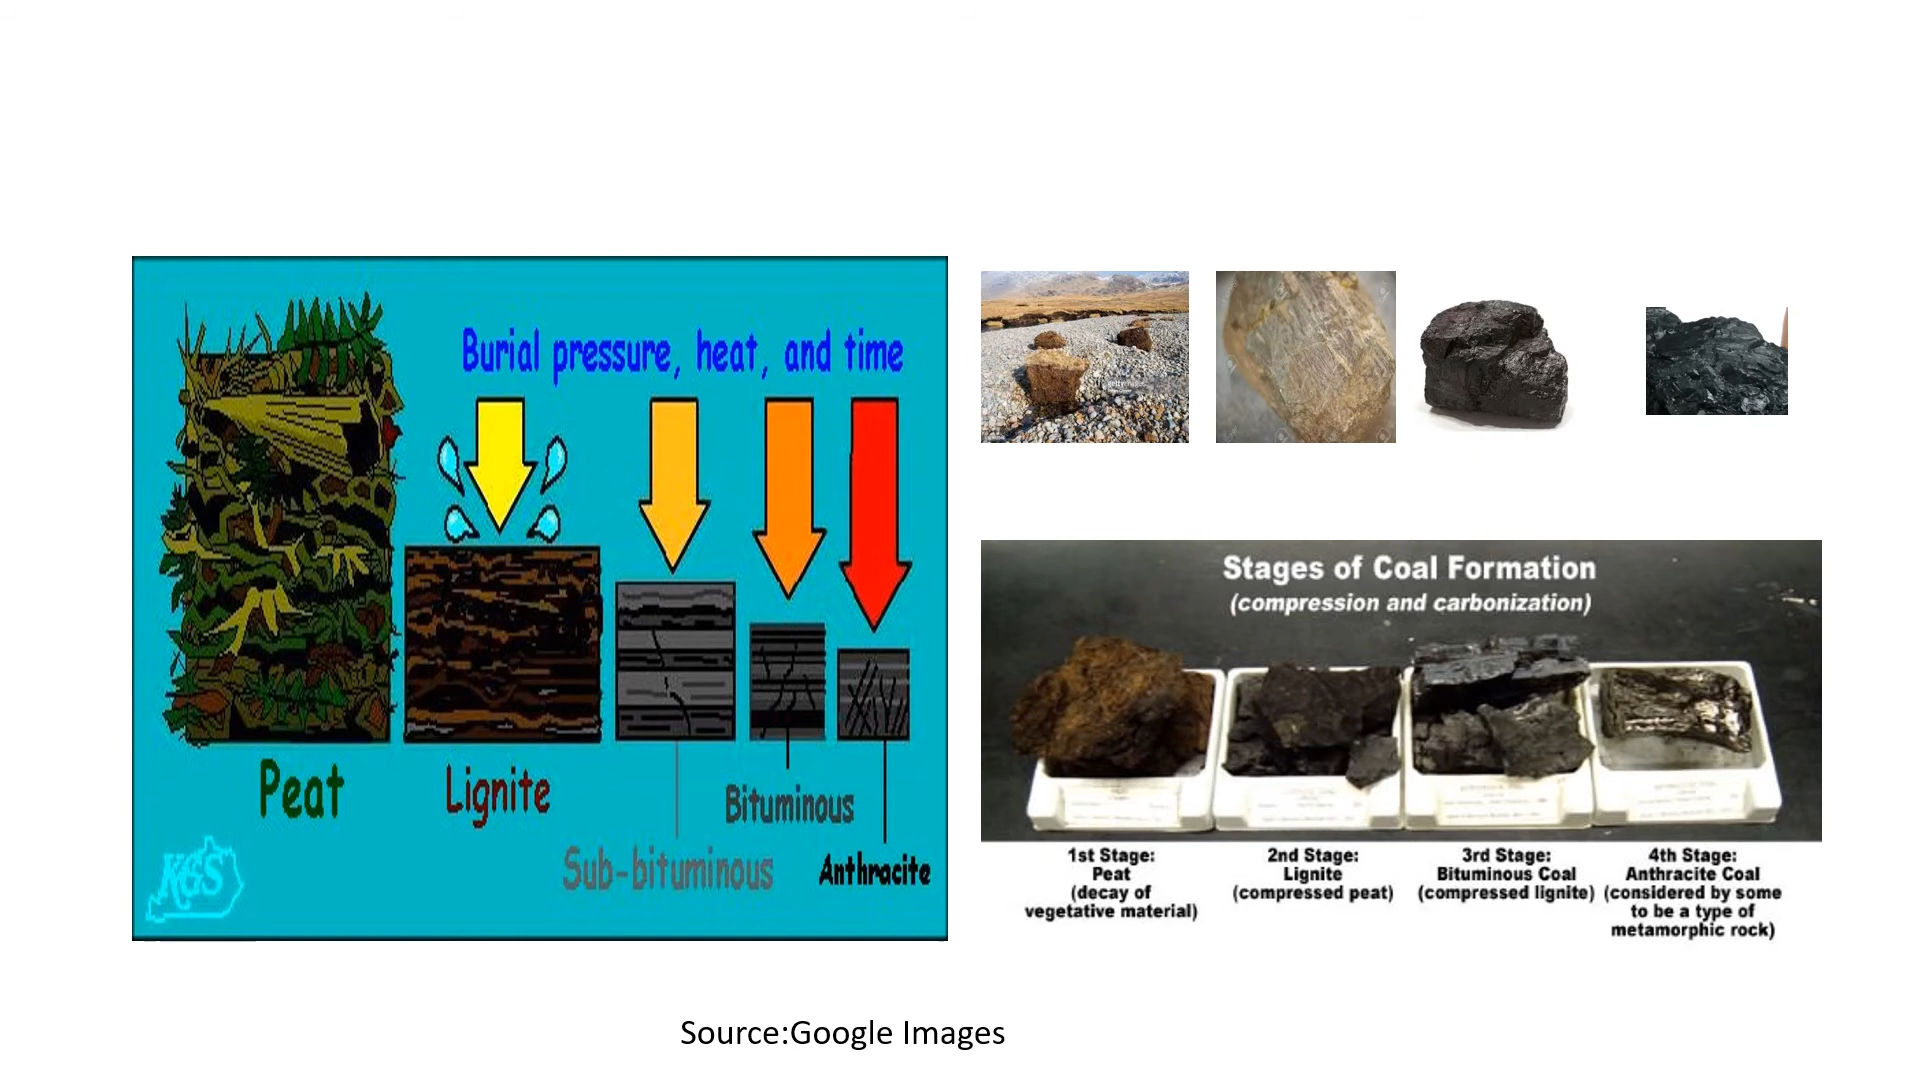 Burial pressure, heat, and time
Peat
Lignite
Sub-bituminous
Bituminous
Anthracite
KGS
Stages of Coal Formation
(compression and carbonization)
1st Stage:
Peat
(decay of
vegetative material)
2nd Stage:
Lignite
(compressed peat)
3rd Stage:
Bituminous Coal
(compressed lignite)
4th Stage:
Anthracite Coal
(considered by some
to be a type of
metamorphic rock)
Source:Google Images